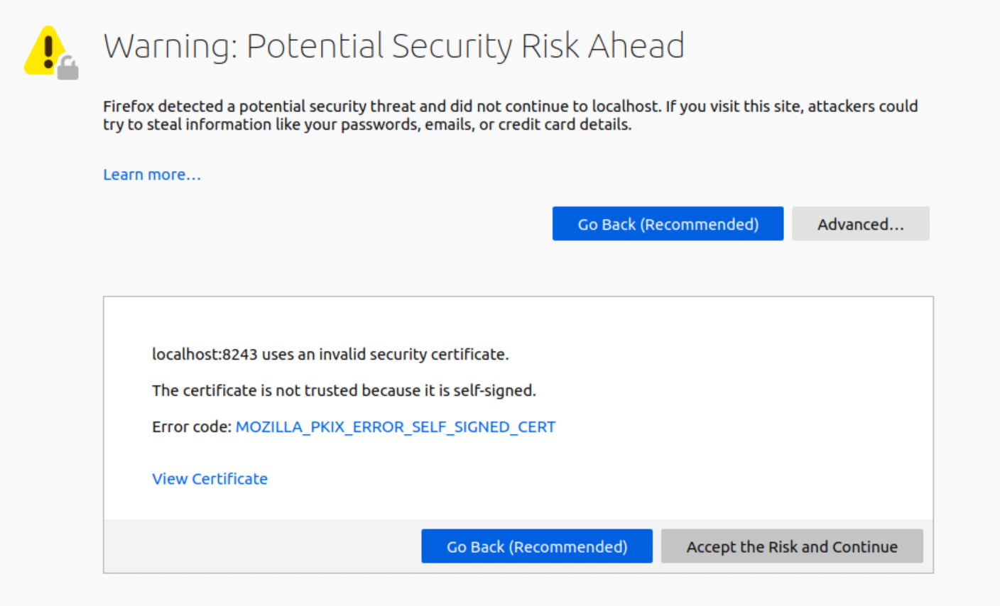 Warning: Potential Security Risk Ahead
Firefox detected a potential security threat and did not continue to localhost. If you visit this site, attackers could
try to steal information like your passwords, emails, or credit card details.
Learn more…
Go Back (Recommended)
Advanced…
localhost:8243 uses an invalid security certificate.
The certificate is not trusted because it is self-signed.
Error code: MOZILLA_PKIX_ERROR_SELF_SIGNED_CERT
View Certificate
Go Back (Recommended)
Accept the Risk and Continue